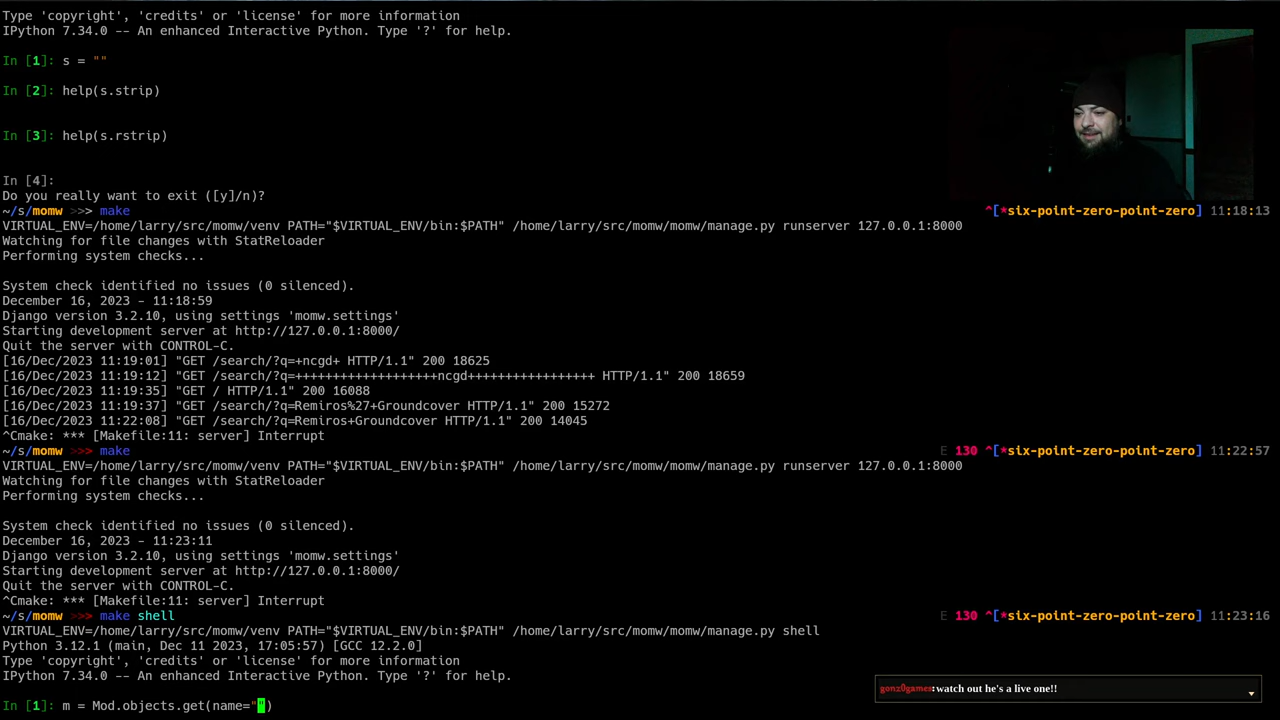 Type 'copyright', 'credits' or 'license' for more information
IPython 7.34.0 -- An enhanced Interactive Python. Type '?' for help.
In [1]: s = ""
In [2]: help(s.strip)
In [3]: help(s.rstrip)
In [4]:
Do you really want to exit ([y]/n)?
~/s/momw >>> make ^[*six-point-zero-point-zero] 11:18:13
VIRTUAL_ENV=/home/larry/src/momw/venv PATH="$VIRTUAL_ENV/bin:$PATH" /home/larry/src/momw/momw/manage.py runserver 127.0.0.1:8000
Watching for file changes with StatReloader
Performing system checks...
System check identified no issues (0 silenced).
December 16, 2023 - 11:18:59
Django version 3.2.10, using settings 'momw.settings'
Starting development server at http://127.0.0.1:8000/
Quit the server with CONTROL-C.
[16/Dec/2023 11:19:01] "GET /search/?q=+ncgd+ HTTP/1.1" 200 18625
[16/Dec/2023 11:19:12] "GET /search/?q=+++++++++++++++++++ncgd+++++++++++++++++ HTTP/1.1" 200 18659
[16/Dec/2023 11:19:35] "GET / HTTP/1.1" 200 16088
[16/Dec/2023 11:19:37] "GET /search/?q=Remiros%27+Groundcover HTTP/1.1" 200 15272
[16/Dec/2023 11:22:08] "GET /search/?q=Remiros+Groundcover HTTP/1.1" 200 14045
^Cmake: *** [Makefile:11: server] Interrupt
~/s/momw >>> make E 130 ^[*six-point-zero-point-zero] 11:22:57
VIRTUAL_ENV=/home/larry/src/momw/venv PATH="$VIRTUAL_ENV/bin:$PATH" /home/larry/src/momw/momw/manage.py runserver 127.0.0.1:8000
Watching for file changes with StatReloader
Performing system checks...
System check identified no issues (0 silenced).
December 16, 2023 - 11:23:11
Django version 3.2.10, using settings 'momw.settings'
Starting development server at http://127.0.0.1:8000/
Quit the server with CONTROL-C.
^Cmake: *** [Makefile:11: server] Interrupt
~/s/momw >>> make shell E 130 ^[*six-point-zero-point-zero] 11:23:16
VIRTUAL_ENV=/home/larry/src/momw/venv PATH="$VIRTUAL_ENV/bin:$PATH" /home/larry/src/momw/momw/manage.py shell
Python 3.12.1 (main, Dec 11 2023, 17:05:57) [GCC 12.2.0]
Type 'copyright', 'credits' or 'license' for more information
IPython 7.34.0 -- An enhanced Interactive Python. Type '?' for help.
gonz0games: watch out he's a live one!!
In [1]: m = Mod.objects.get(name="")